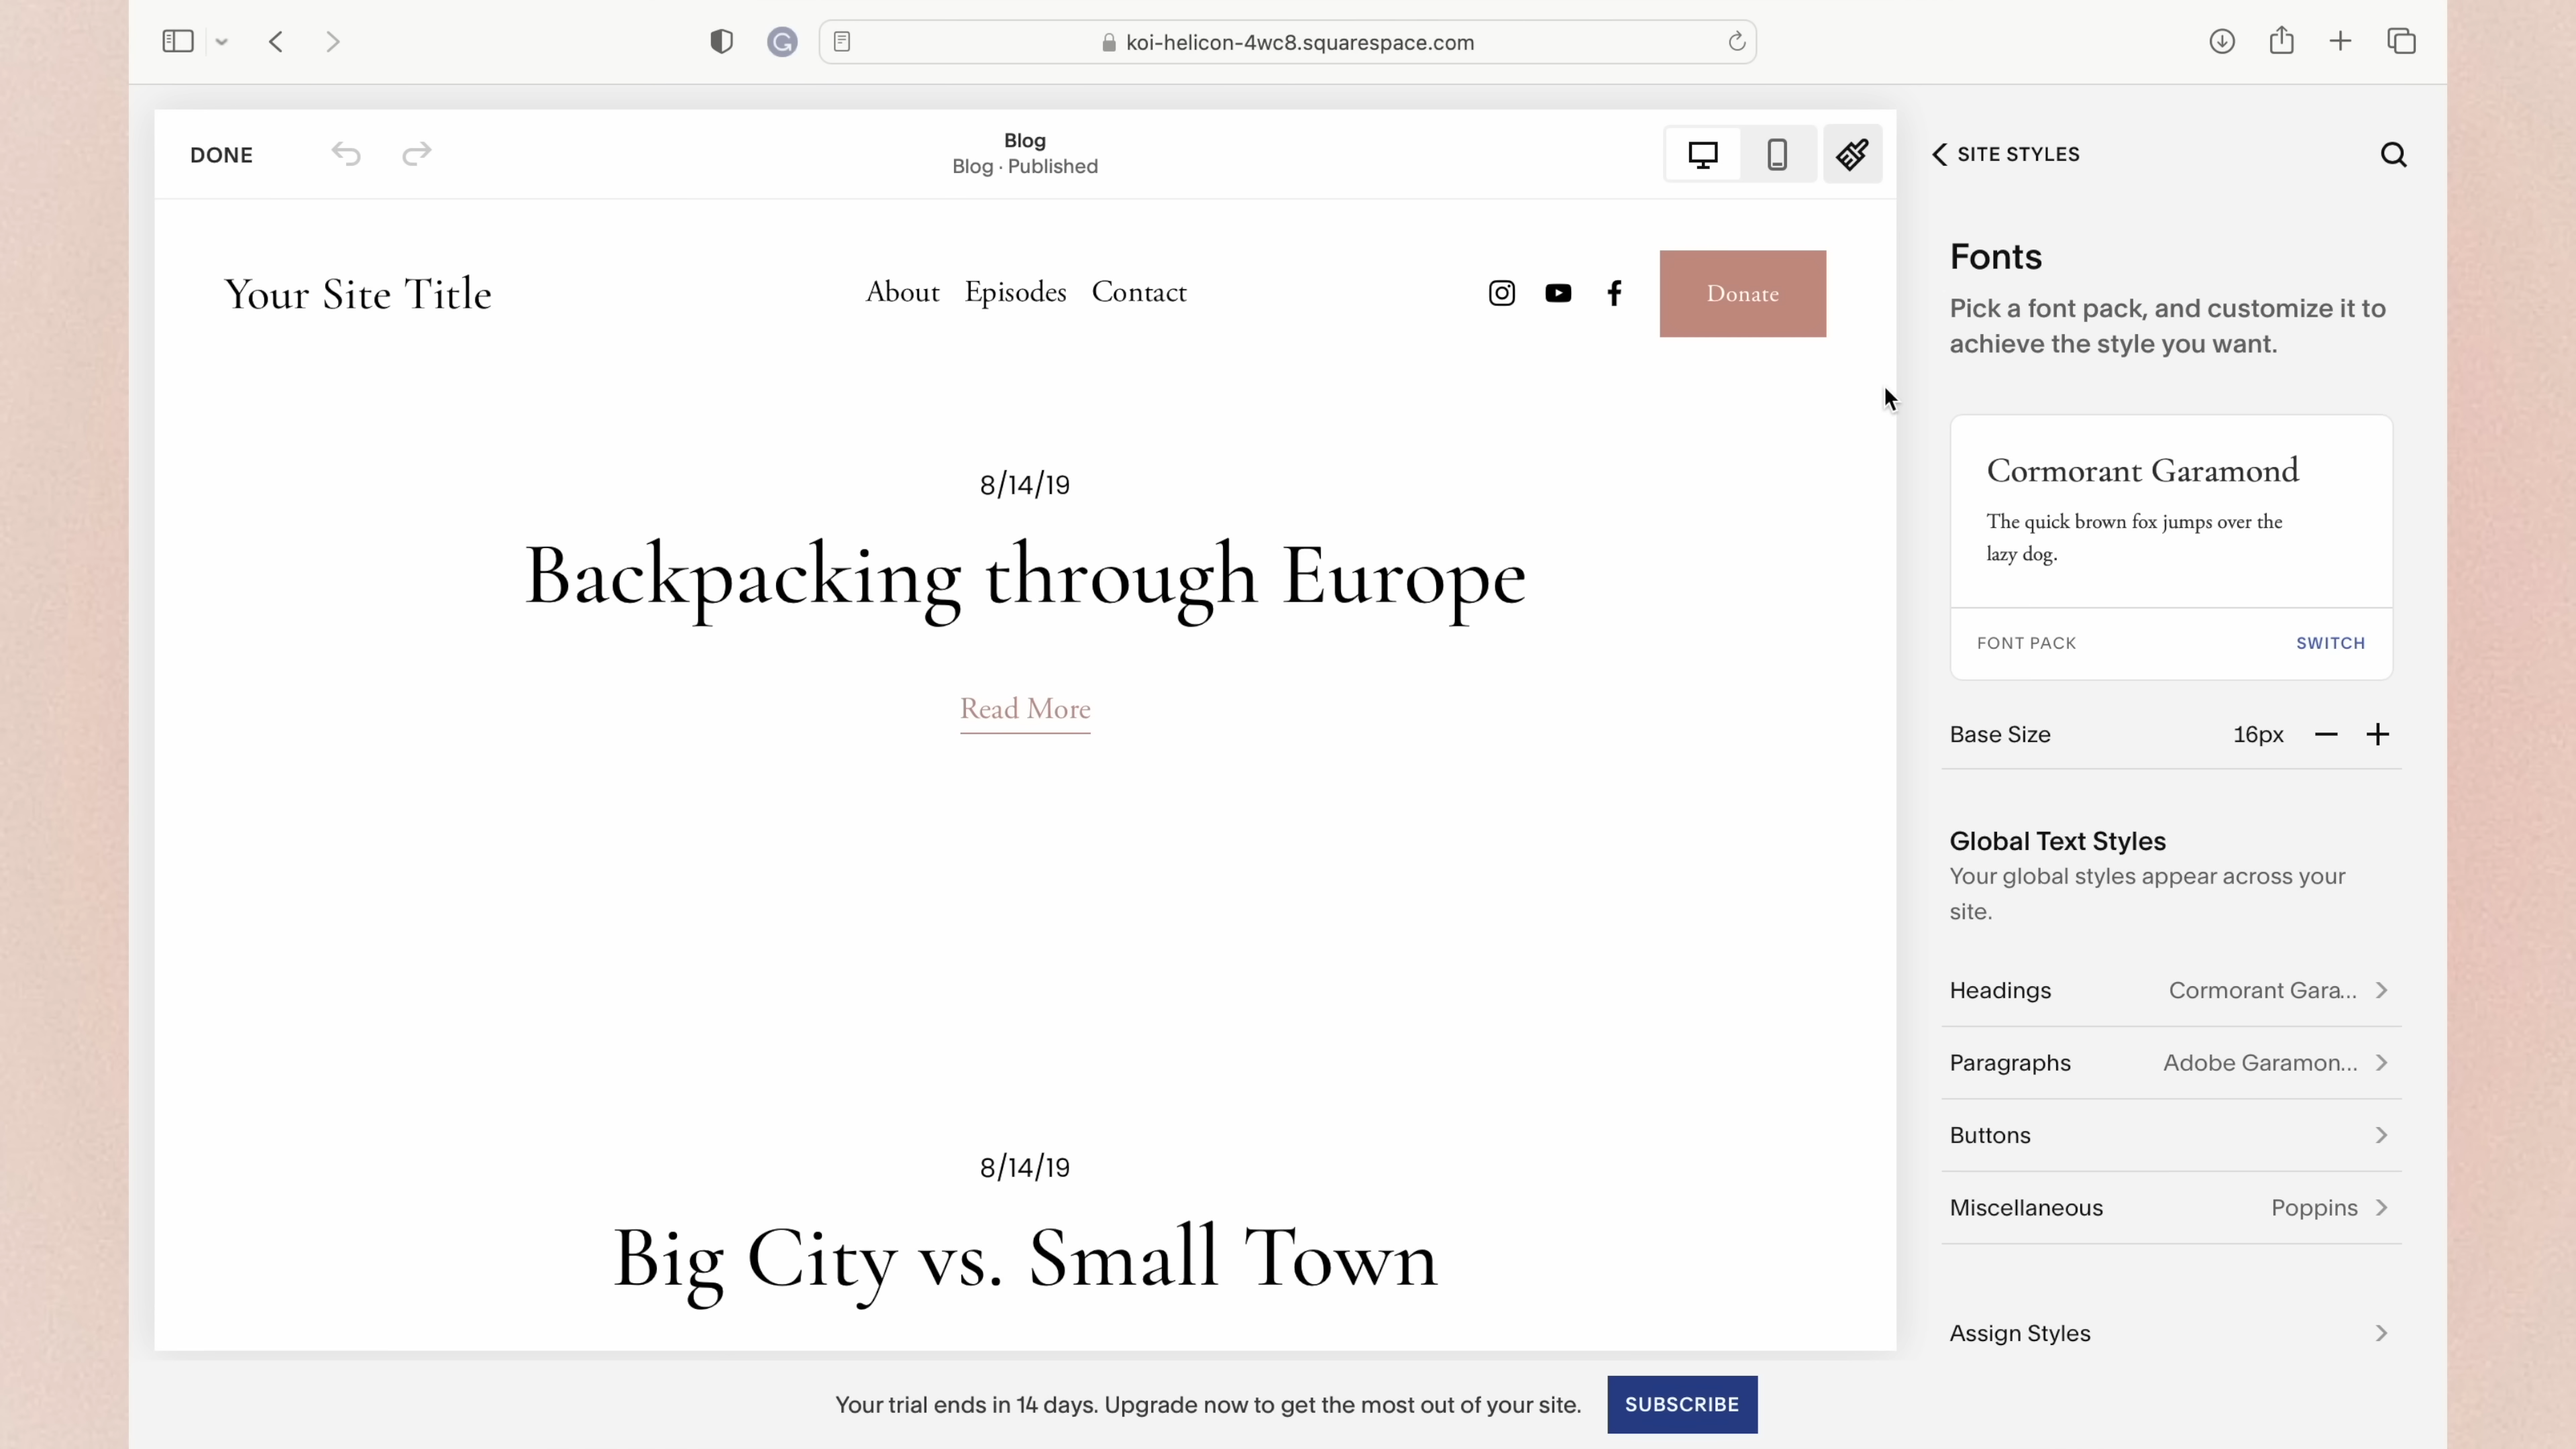 koi-helicon-4wc8.squarespace.com
DONE
Blog
Blog · Published
Your Site Title
About Episodes Contact
Donate
8/14/19
Backpacking through Europe
Read More
8/14/19
Big City vs. Small Town
SITE STYLES
Fonts
Pick a font pack, and customize it to
achieve the style you want.
Cormorant Garamond
The quick brown fox jumps over the
lazy dog.
FONT PACK SWITCH
Base Size 16px
Global Text Styles
Your global styles appear across your
site.
Headings Cormorant Gara...
Paragraphs Adobe Garamon...
Buttons
Miscellaneous Poppins
Assign Styles
Your trial ends in 14 days. Upgrade now to get the most out of your site. SUBSCRIBE